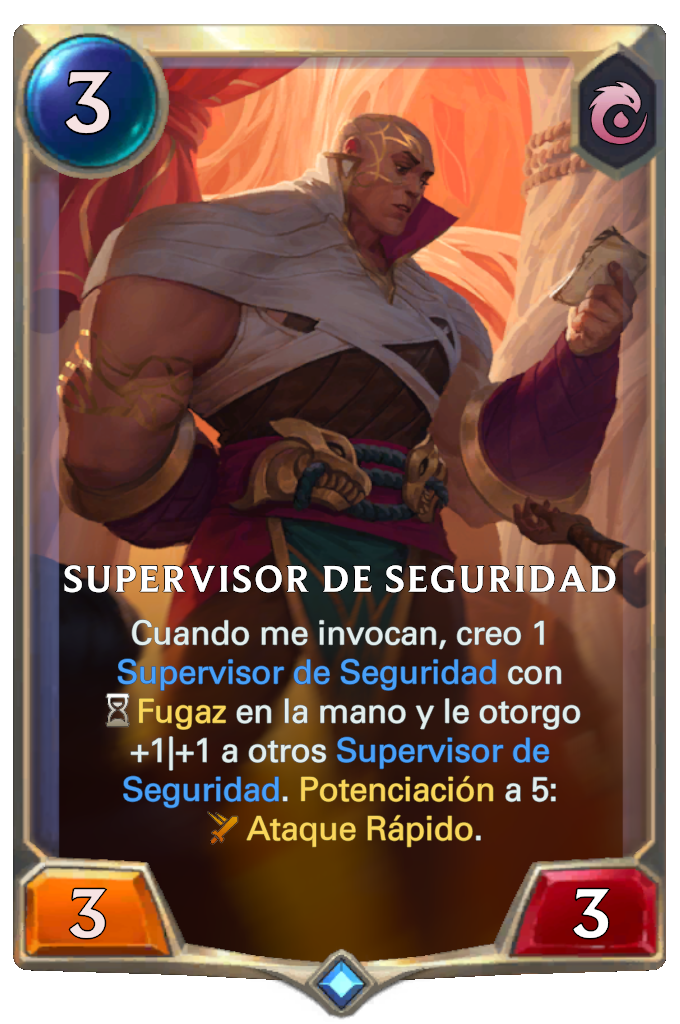 3
SUPERVISOR DE SEGURIDAD
Cuando me invocan, creo 1
Supervisor de Seguridad con
Fugaz en la mano y le otorgo
+1|+1 a otros Supervisor de
Seguridad. Potenciación a 5:
Ataque Rápido.
3
3